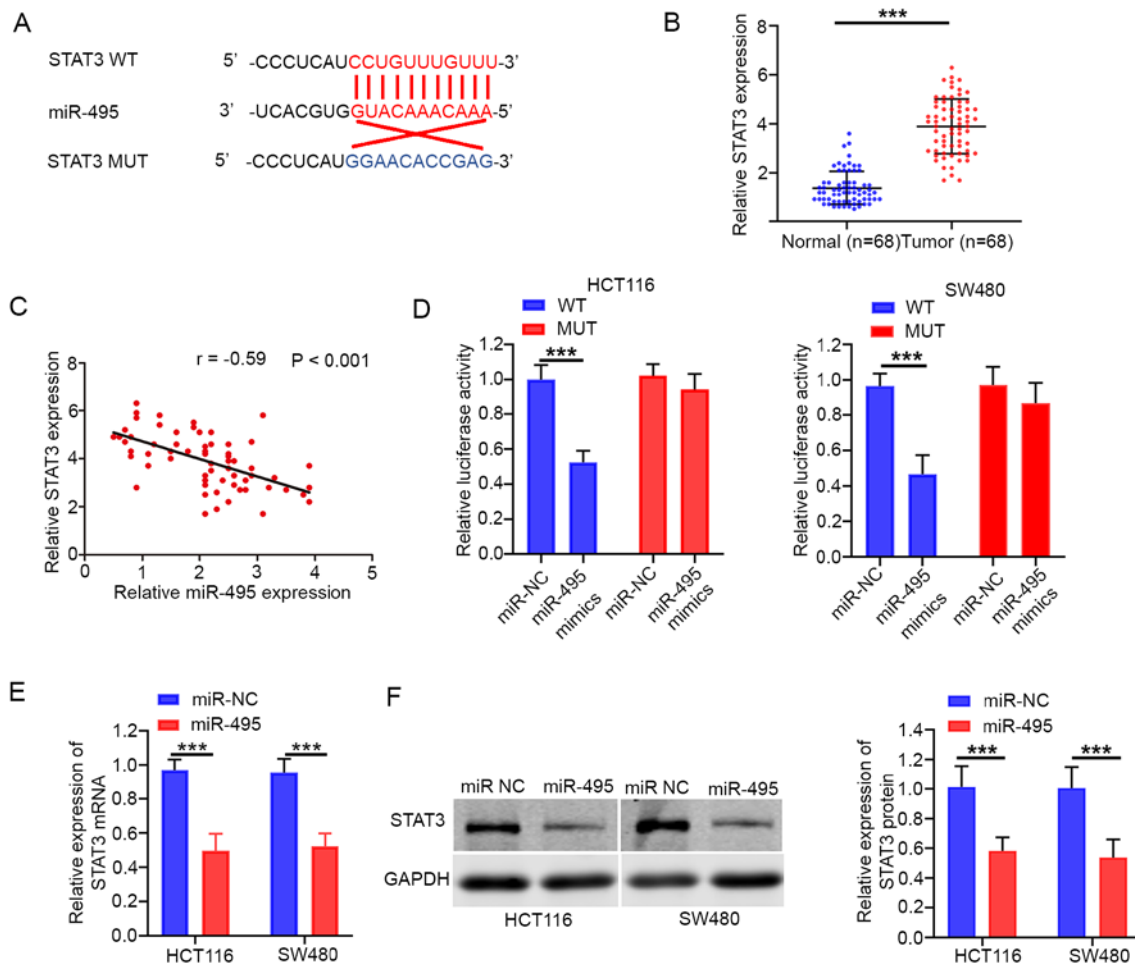 A
STAT3 WT 5’ -CCCUCAUCCUGUUUGUUU-3’
miR-495 3’ -UCACGUGGUACAAACAAA-5’
STAT3 MUT 5’ -CCCUCAUGGAACACCGAG-3’
B
***
Relative STAT3 expression
8
6
4
2
Normal (n=68) Tumor (n=68)
C
r = -0.59 P < 0.001
Relative STAT3 expression
8
6
4
2
0
0 1 2 3 4 5
Relative miR-495 expression
D
HCT116
WT
MUT
***
Relative luciferase activity
1.2
1.0
0.8
0.6
0.4
0.2
0.0
miR-NC
miR-495
mimics
miR-NC
miR-495
mimics
SW480
WT
MUT
***
Relative luciferase activity
1.2
1.0
0.8
0.6
0.4
0.2
0.0
miR-NC
miR-495
mimics
miR-NC
miR-495
mimics
E
miR-NC
miR-495
*** ***
Relative expression of
STAT3 mRNA
1.2
1.0
0.8
0.6
0.4
0.2
0.0
HCT116 SW480
F
miR NC miR-495 miR NC miR-495
STAT3
GAPDH
HCT116 SW480
miR-NC
miR-495
*** ***
Relative expression of
STAT3 protein
1.4
1.2
1.0
0.8
0.6
0.4
0.2
0.0
HCT116 SW480